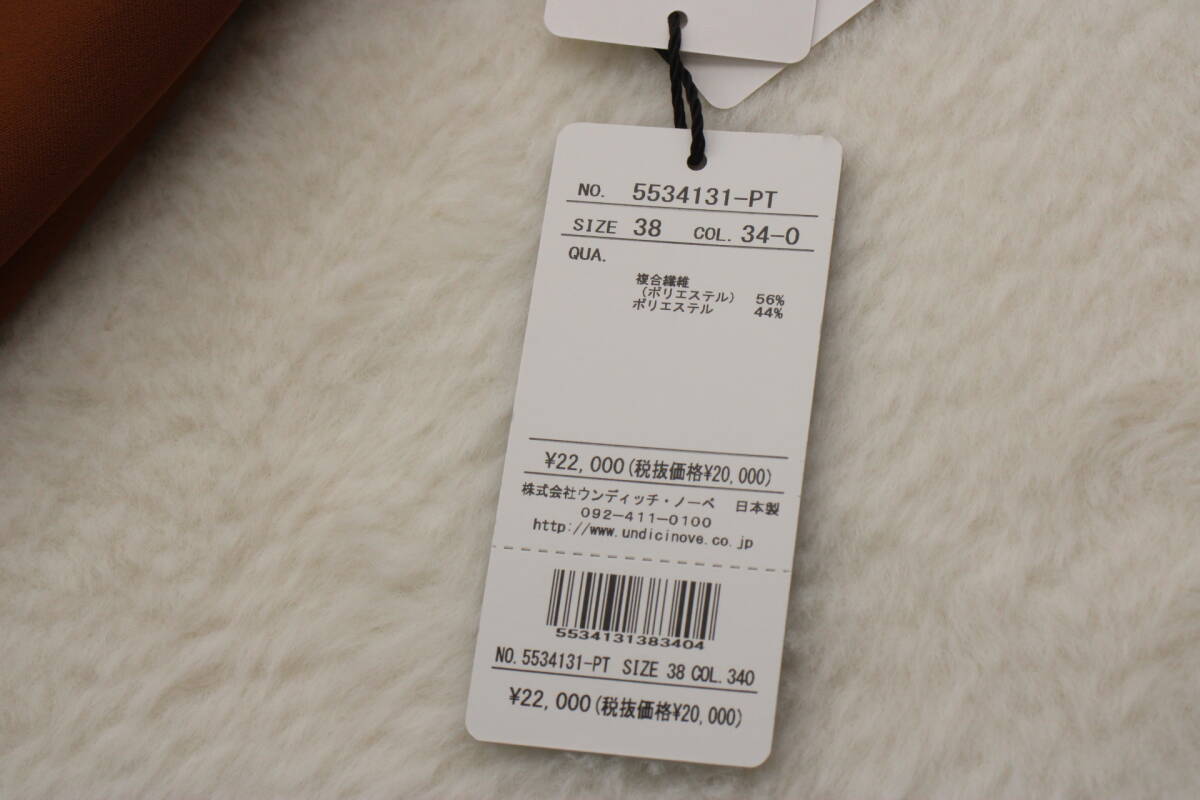 NO. 5534131-PT
SIZE 38 COL. 34-0
QUA.
複合繊維
(ポリエステル) 56%
ポリエステル 44%
¥22,000(税抜価格¥20,000)
株式会社ウンディッチ・ノーベ 日本製
092-411-0100
http://www.undicinove.co.jp
5534131383404
NO.5534131-PT SIZE 38 COL.340
¥22,000(税抜価格¥20,000)